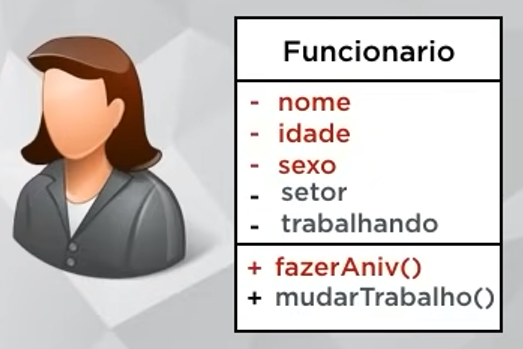 Funcionario
- nome
- idade
- sexo
- setor
- trabalhando
+ fazerAniv()
+ mudarTrabalho()